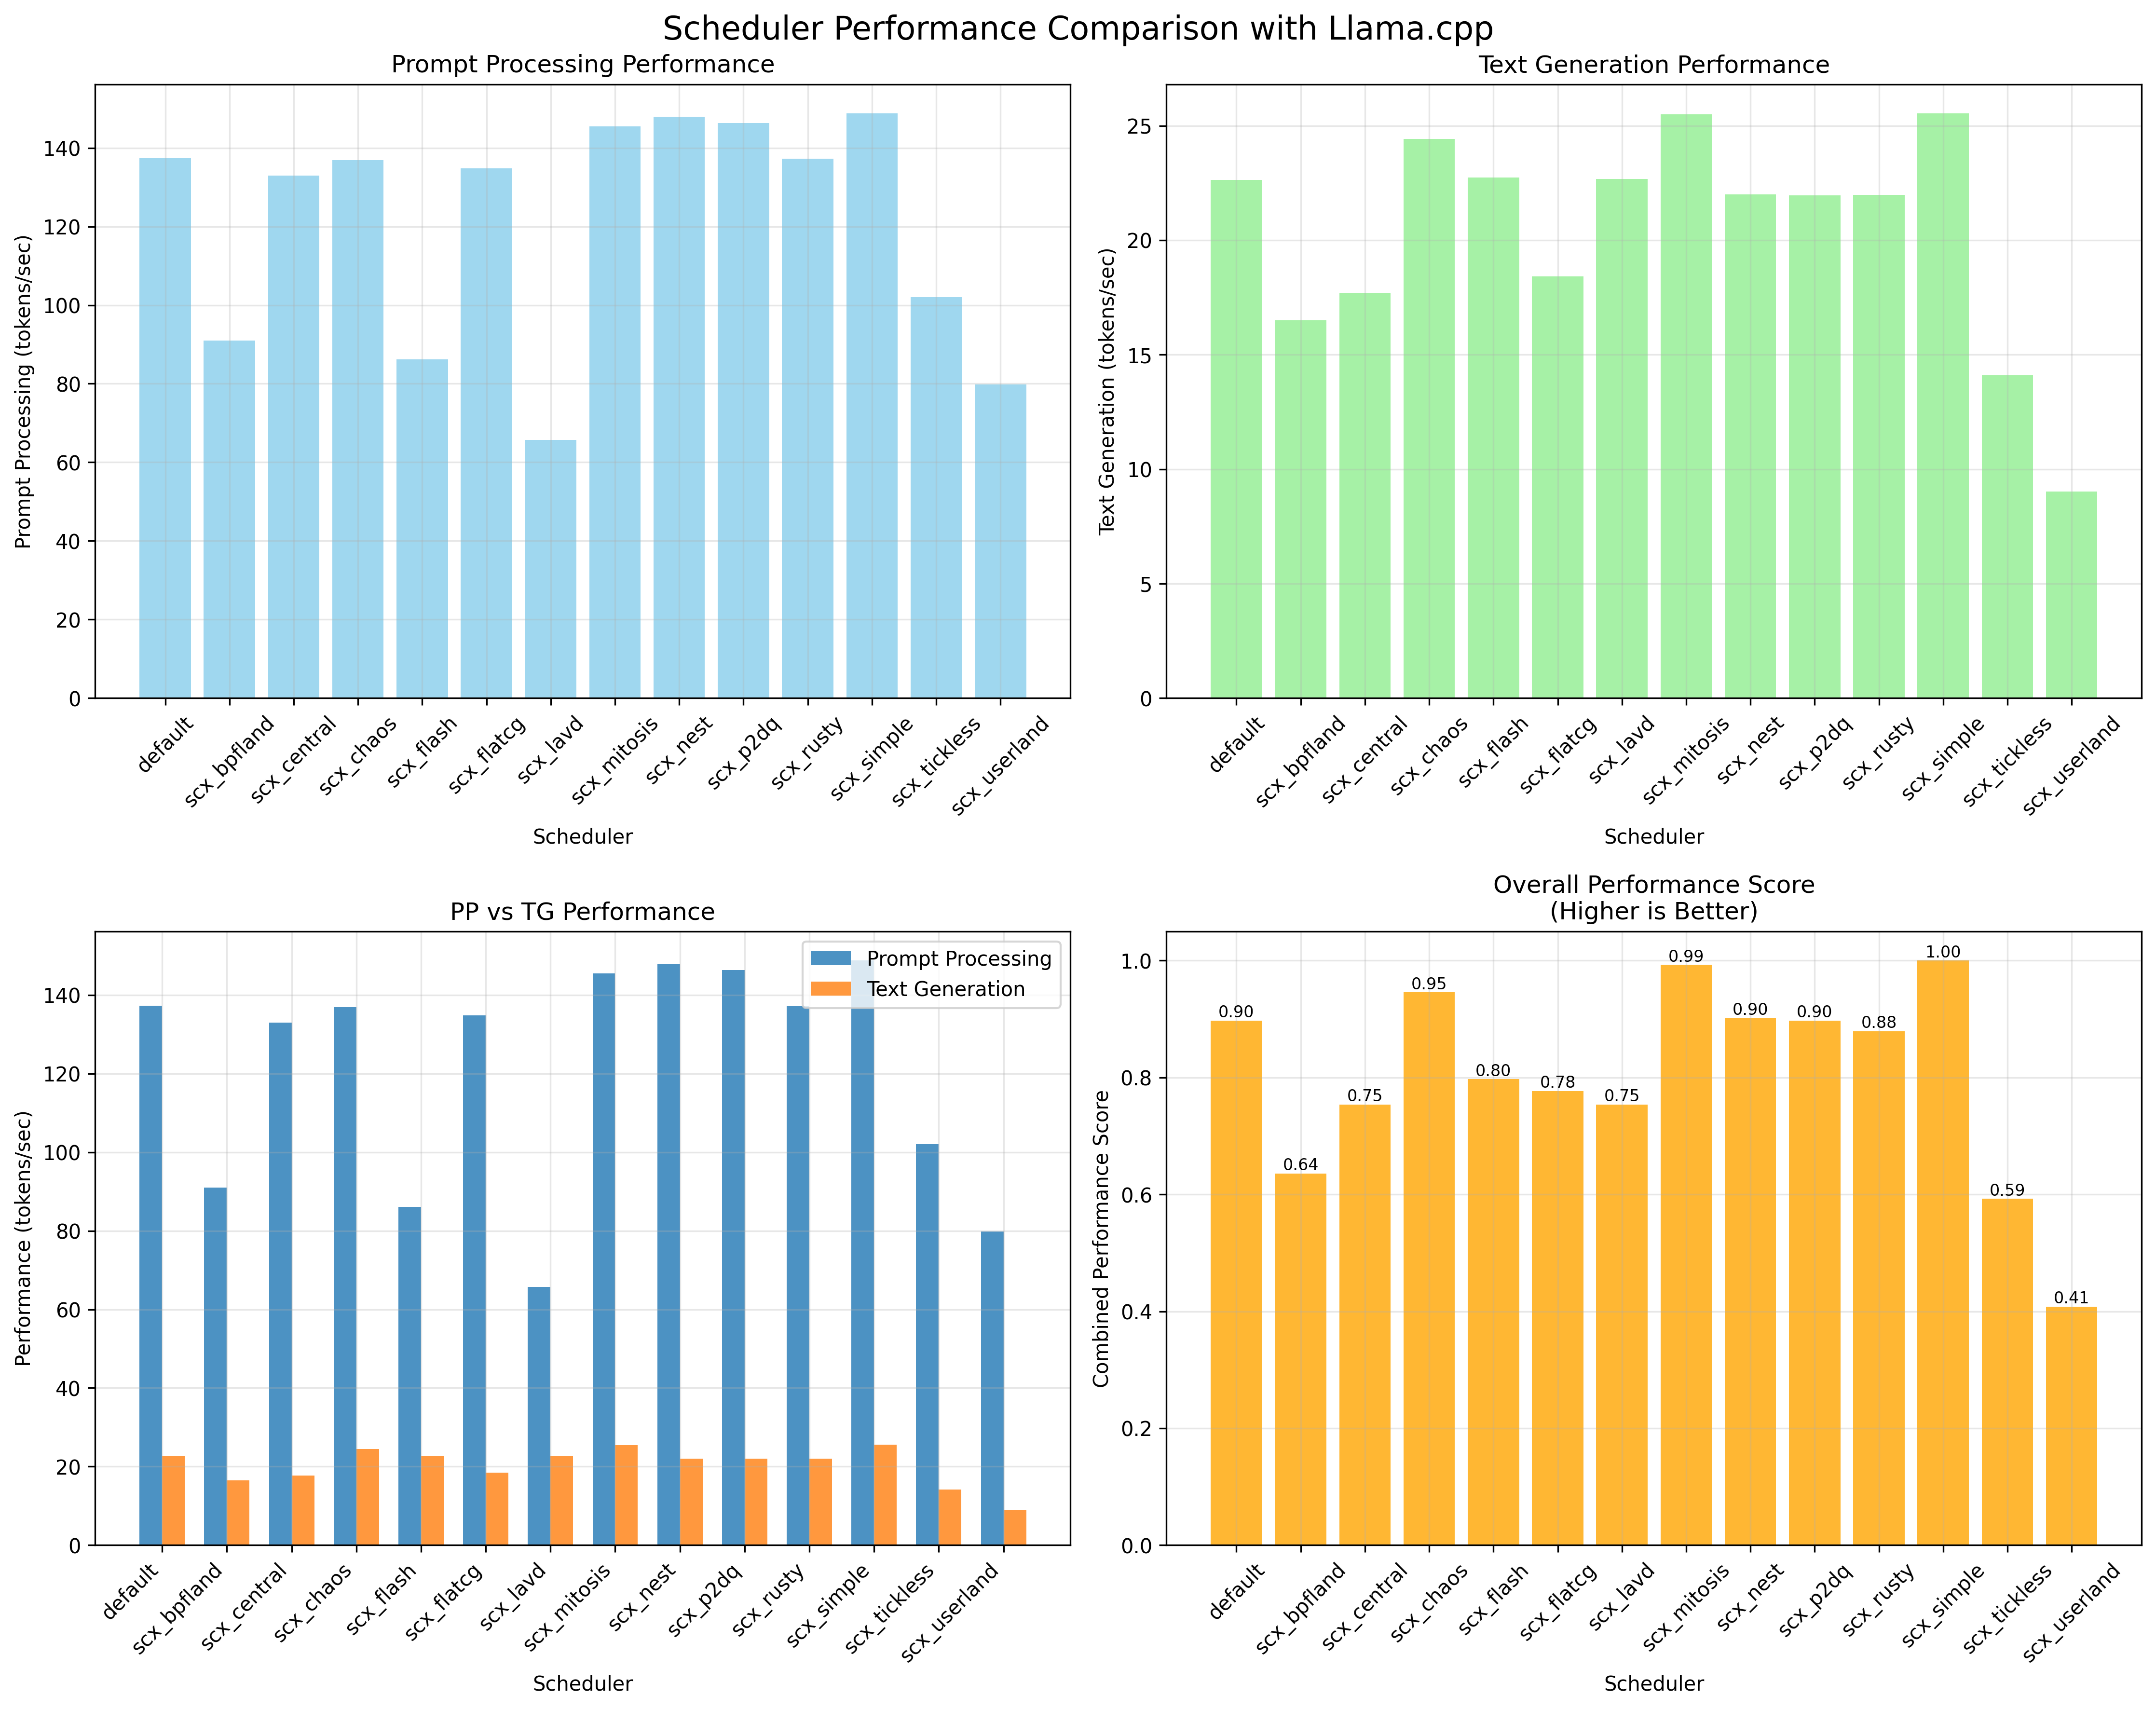 Scheduler Performance Comparison with Llama.cpp
Prompt Processing Performance
Prompt Processing (tokens/sec)
140
120
100
80
60
40
20
0
default
scx_bpfland
scx_central
scx_chaos
scx_flash
scx_flatcg
scx_lavd
scx_mitosis
scx_nest
scx_p2dq
scx_rusty
scx_simple
scx_tickless
scx_userland
Scheduler
Text Generation Performance
Text Generation (tokens/sec)
25
20
15
10
5
0
default
scx_bpfland
scx_central
scx_chaos
scx_flash
scx_flatcg
scx_lavd
scx_mitosis
scx_nest
scx_p2dq
scx_rusty
scx_simple
scx_tickless
scx_userland
Scheduler
PP vs TG Performance
Prompt Processing
Text Generation
Performance (tokens/sec)
140
120
100
80
60
40
20
0
default
scx_bpfland
scx_central
scx_chaos
scx_flash
scx_flatcg
scx_lavd
scx_mitosis
scx_nest
scx_p2dq
scx_rusty
scx_simple
scx_tickless
scx_userland
Scheduler
Overall Performance Score
(Higher is Better)
Combined Performance Score
1.0
0.8
0.6
0.4
0.2
0.0
0.90
0.64
0.75
0.95
0.80
0.78
0.75
0.99
0.90
0.90
0.88
1.00
0.59
0.41
default
scx_bpfland
scx_central
scx_chaos
scx_flash
scx_flatcg
scx_lavd
scx_mitosis
scx_nest
scx_p2dq
scx_rusty
scx_simple
scx_tickless
scx_userland
Scheduler